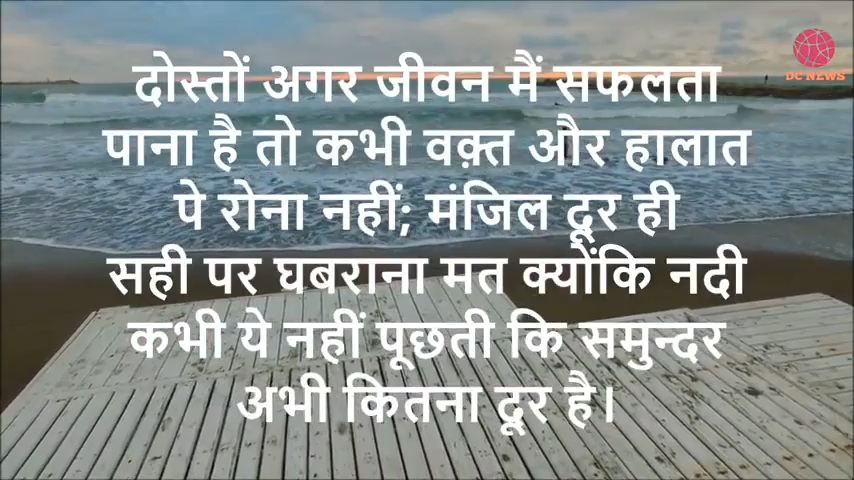 DC NEWS
दोस्तों अगर जीवन मैं सफलता
पाना है तो कभी वक़्त और हालात
पे रोना नहीं; मंजिल दूर ही
सही पर घबराना मत क्योंकि नदी
कभी ये नहीं पूछती कि समुन्दर
अभी कितना दूर है।